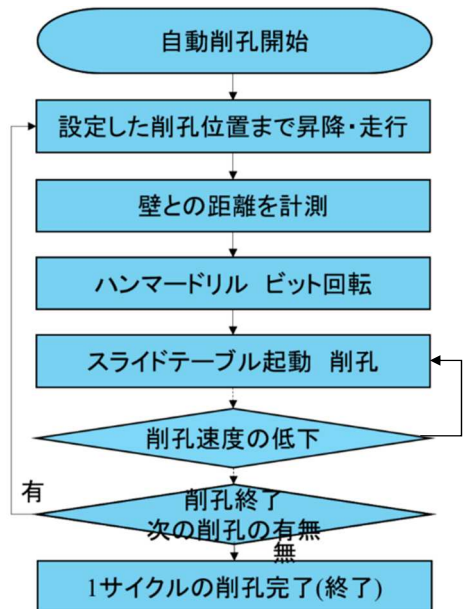 自動削孔開始
設定した削孔位置まで昇降・走行
壁との距離を計測
ハンマードリル ビット回転
スライドテーブル起動 削孔
削孔速度の低下
有
削孔終了
次の削孔の有無
無
1サイクルの削孔完了(終了)